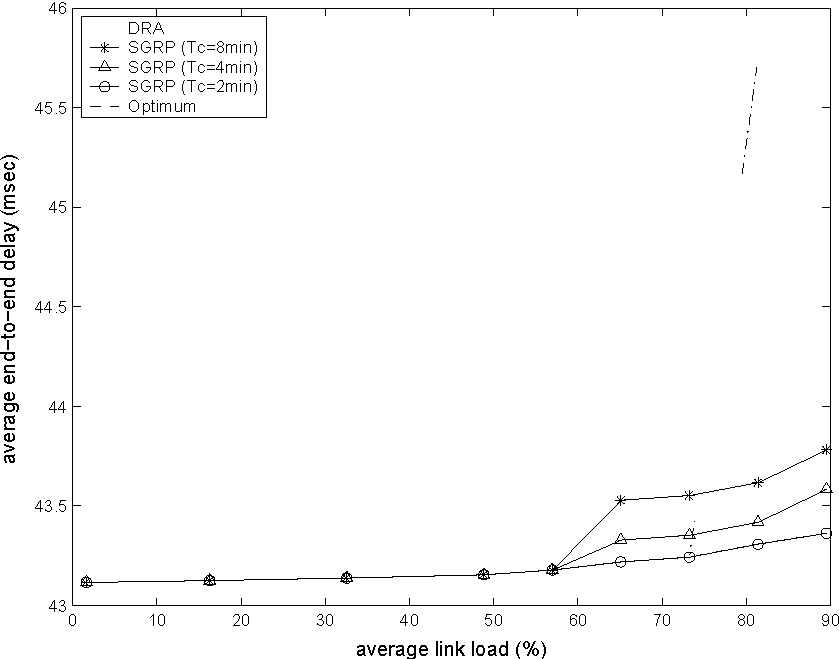 46
45.5
45
44.5
44
43.5
43
DRA
SGRP (Tc=8min)
SGRP (Tc=4min)
SGRP (Tc=2min)
Optimum
average end-to-end delay (msec)
0 10 20 30 40 50 60 70 80 90
average link load (%)